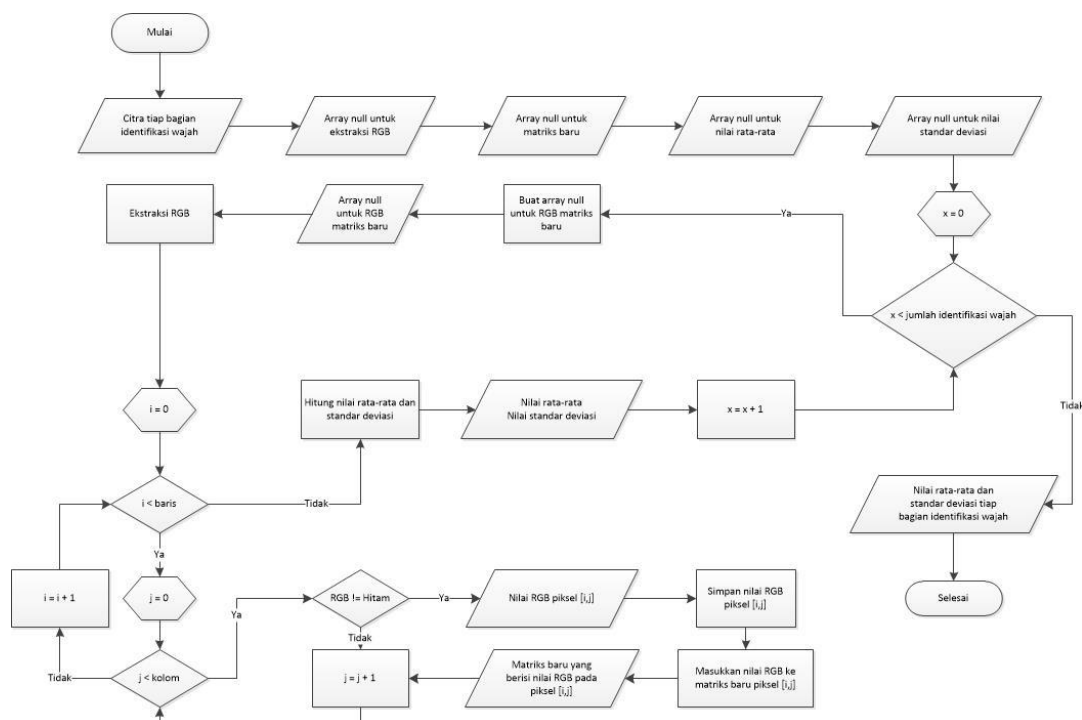 Mulai
Citra tiap bagian
identifikasi wajah
Array null untuk
ekstraksi RGB
Array null untuk
matriks baru
Array null untuk
nilai rata-rata
Array null untuk nilai
standar deviasi
Ekstraksi RGB
Array null
untuk RGB
matriks baru
Buat array null
untuk RGB matriks
baru
Ya
x = 0
x < jumlah identifikasi wajah
i = 0
Hitung nilai rata-rata dan
standar deviasi
Nilai rata-rata
Nilai standar deviasi
x = x + 1
Tidak
i < baris
Tidak
Nilai rata-rata dan
standar deviasi tiap
bagian identifikasi wajah
Ya
i = i + 1
j = 0
Ya
RGB != Hitam
Ya
Nilai RGB piksel [i,j]
Simpan nilai RGB
piksel [i,j]
Selesai
Tidak
Tidak
j < kolom
j = j + 1
Matriks baru yang
berisi nilai RGB pada
piksel [i,j]
Masukkan nilai RGB ke
matriks baru piksel [i,j]